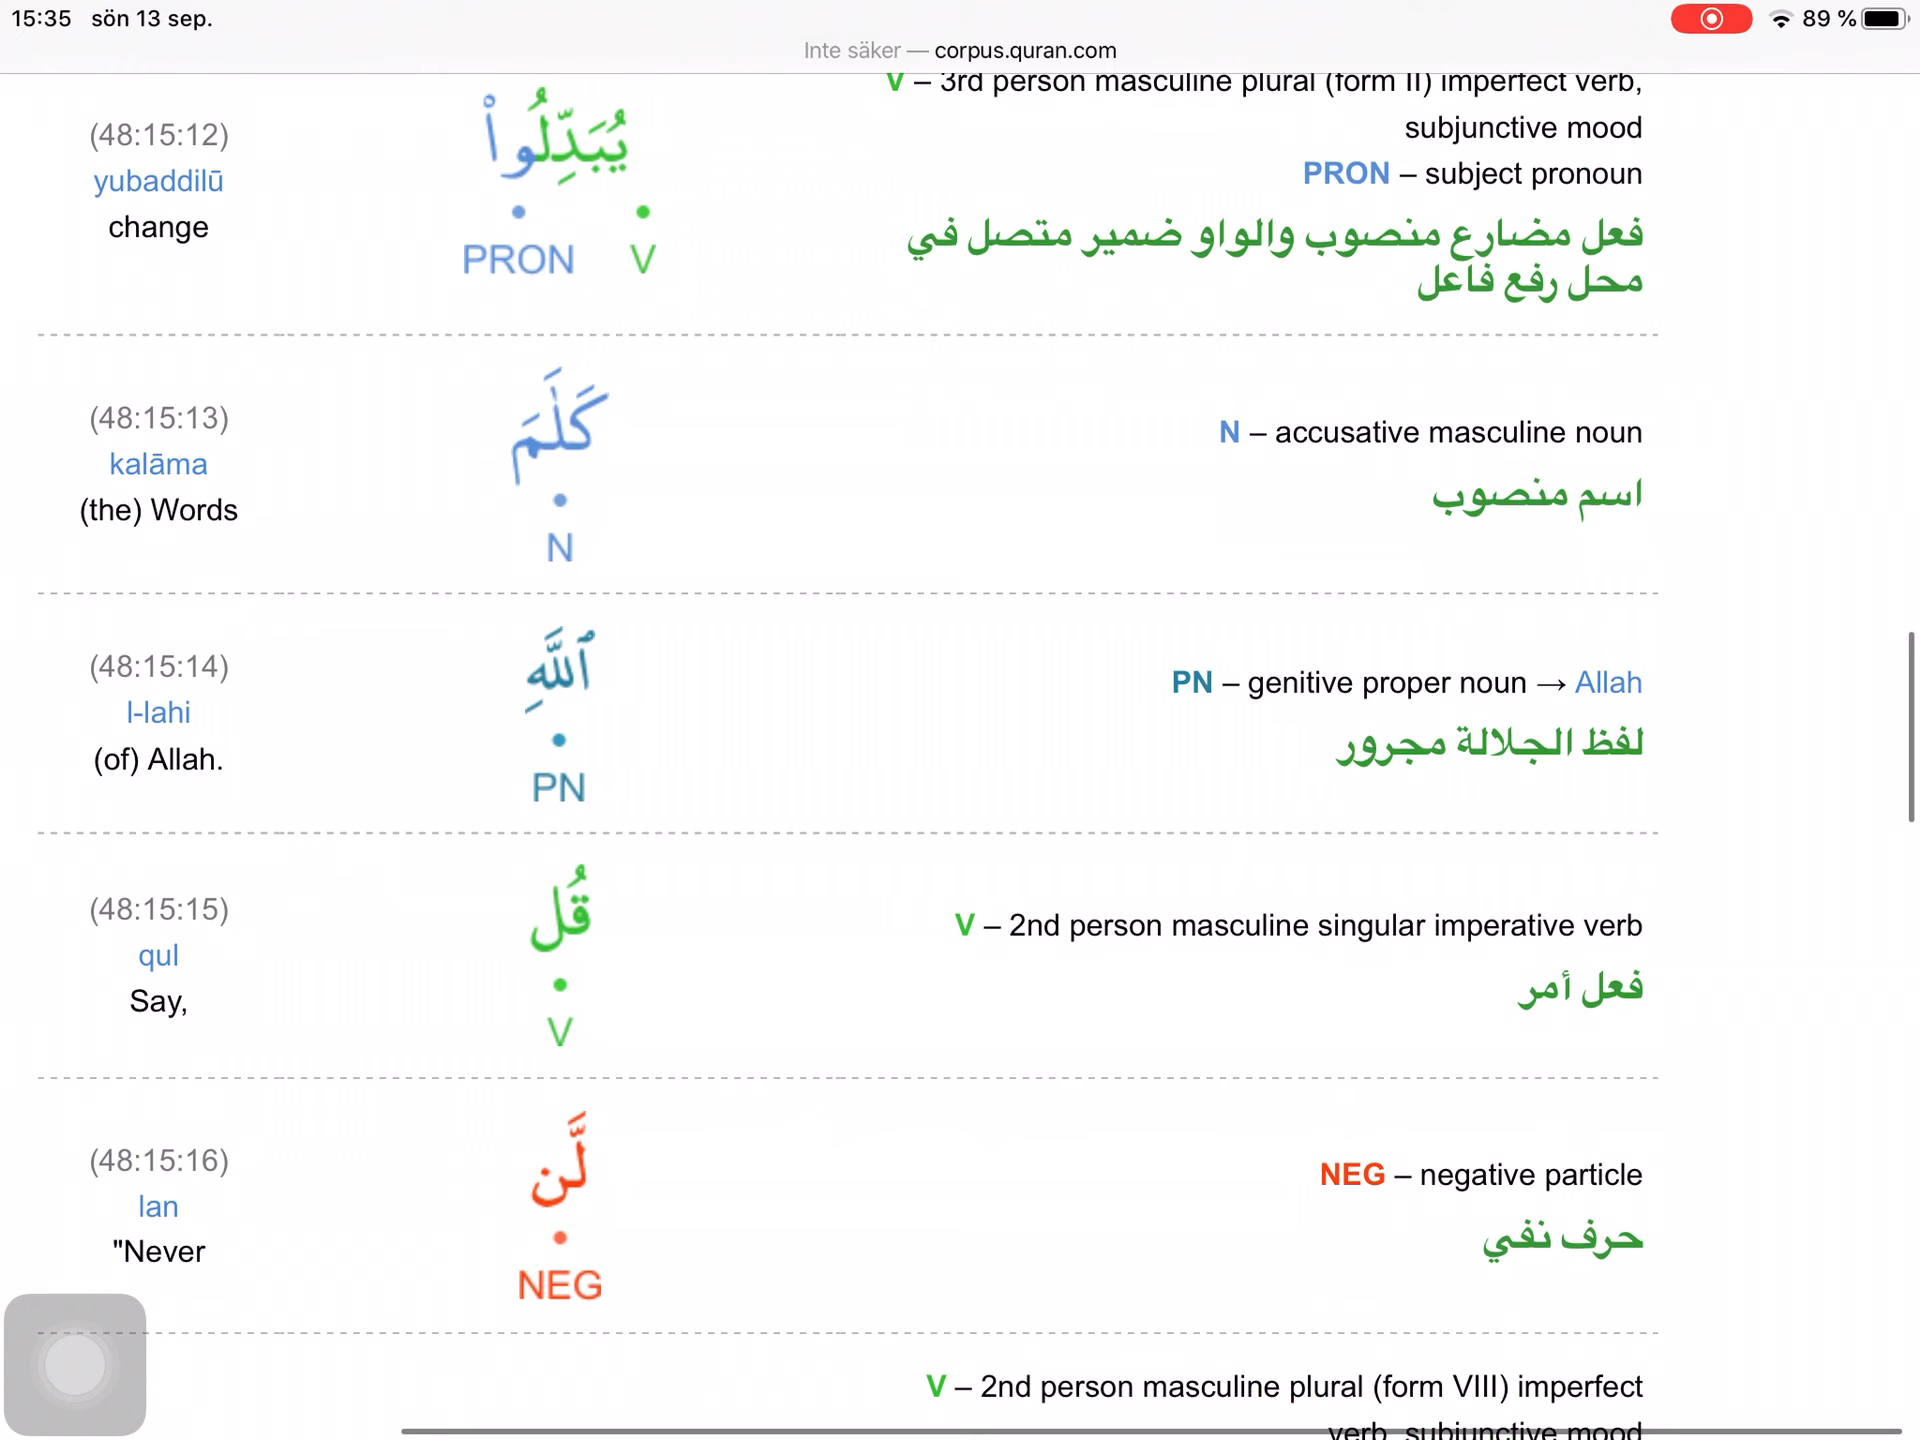 15:35 sön 13 sep.
89 %
Inte säker — corpus.quran.com
V – 3rd person masculine plural (form II) imperfect verb,
subjunctive mood
PRON – subject pronoun
فعل مضارع منصوب والواو ضمير متصل في
محل رفع فاعل
(48:15:12)
yubaddilū
change
يُبَدِّلُوا۟
PRON V
(48:15:13)
kalāma
(the) Words
كَلَٰمَ
N
N – accusative masculine noun
اسم منصوب
(48:15:14)
l-lahi
(of) Allah.
ٱللَّهِ
PN
PN – genitive proper noun → Allah
لفظ الجلالة مجرور
(48:15:15)
qul
Say,
قُل
V
V – 2nd person masculine singular imperative verb
فعل أمر
(48:15:16)
lan
"Never
لَّن
NEG
NEG – negative particle
حرف نفي
V – 2nd person masculine plural (form VIII) imperfect
verb, subjunctive mood